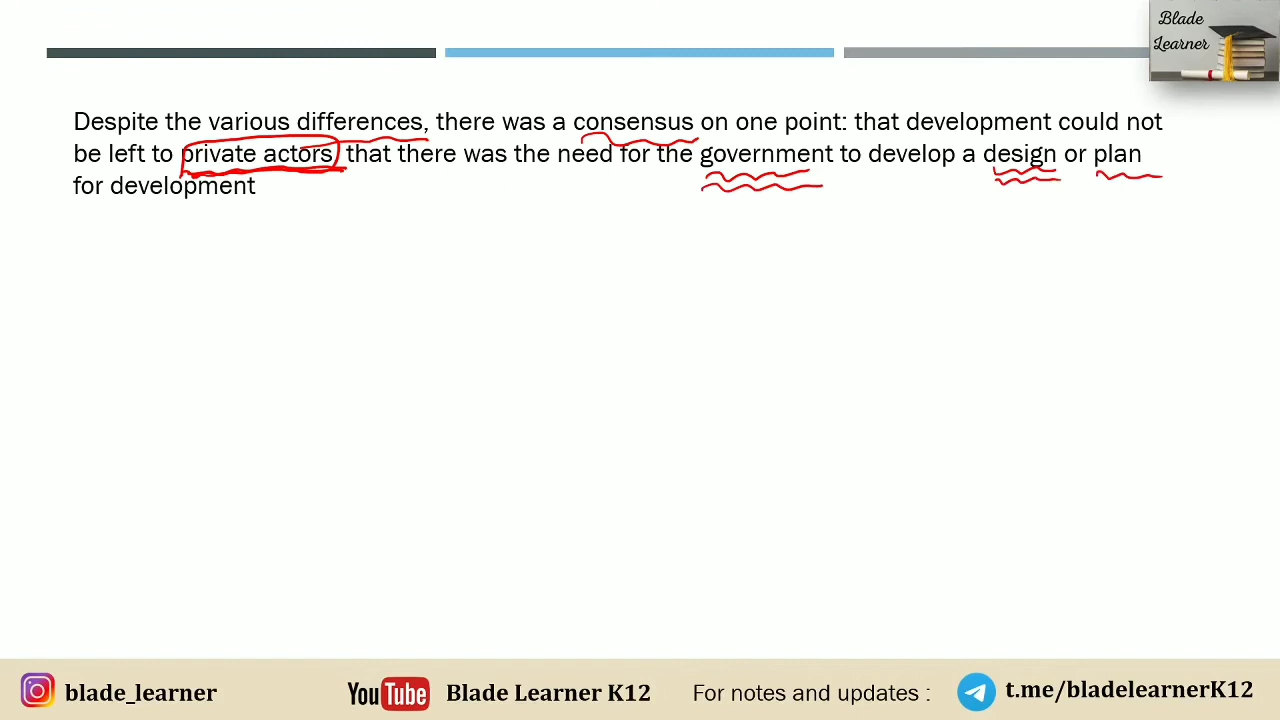 Blade
Learner
Despite the various differences, there was a consensus on one point: that development could not
be left to private actors, that there was the need for the government to develop a design or plan
for development
blade_learner
YouTube
Blade Learner K12
For notes and updates :
t.me/bladelearnerK12